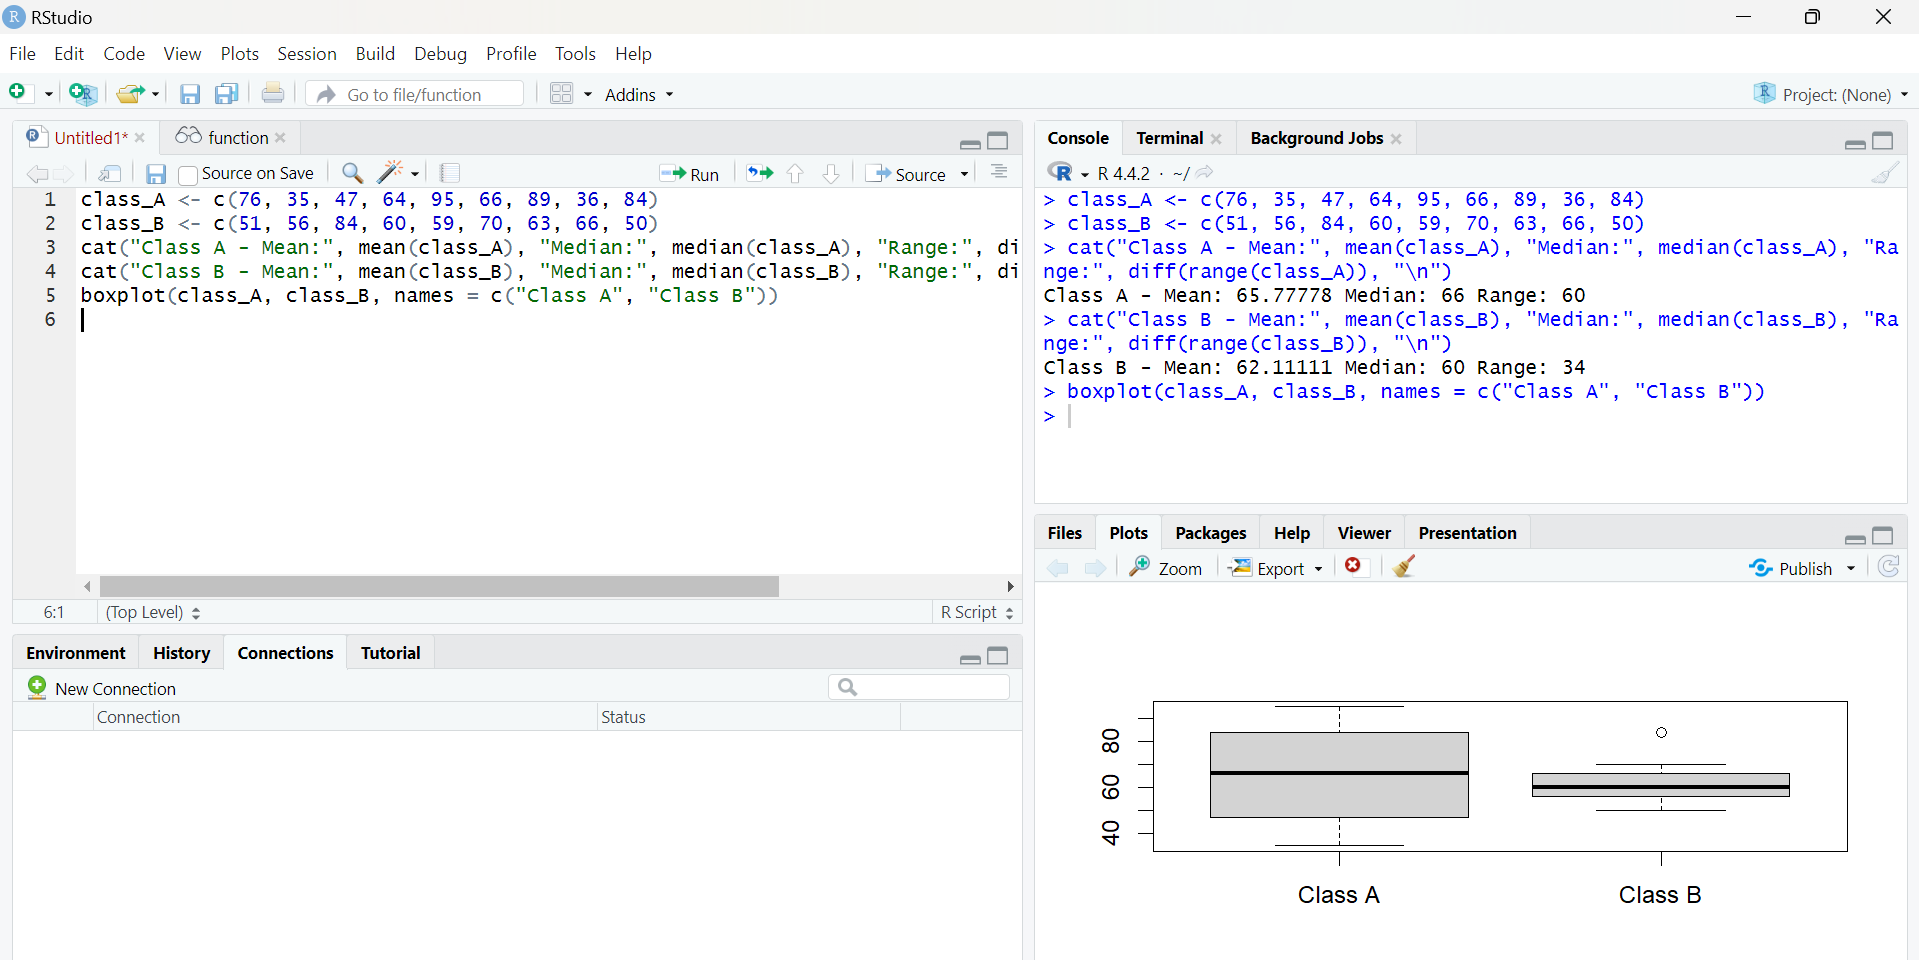 RStudio
File Edit Code View Plots Session Build Debug Profile Tools Help
Go to file/function Addins Project: (None)
Untitled1* function
Source on Save Run Source
1 class_A <- c(76, 35, 47, 64, 95, 66, 89, 36, 84)
2 class_B <- c(51, 56, 84, 60, 59, 70, 63, 66, 50)
3 cat("Class A - Mean:", mean(class_A), "Median:", median(class_A), "Range:", di
4 cat("Class B - Mean:", mean(class_B), "Median:", median(class_B), "Range:", di
5 boxplot(class_A, class_B, names = c("Class A", "Class B"))
6
6:1 (Top Level) R Script
Environment History Connections Tutorial
New Connection
Connection Status
Console Terminal Background Jobs
R 4.4.2 · ~/
> class_A <- c(76, 35, 47, 64, 95, 66, 89, 36, 84)
> class_B <- c(51, 56, 84, 60, 59, 70, 63, 66, 50)
> cat("Class A - Mean:", mean(class_A), "Median:", median(class_A), "Ra
nge:", diff(range(class_A)), "\n")
Class A - Mean: 65.77778 Median: 66 Range: 60
> cat("Class B - Mean:", mean(class_B), "Median:", median(class_B), "Ra
nge:", diff(range(class_B)), "\n")
Class B - Mean: 62.11111 Median: 60 Range: 34
> boxplot(class_A, class_B, names = c("Class A", "Class B"))
>
Files Plots Packages Help Viewer Presentation
Zoom Export Publish
80
60
40
Class A Class B